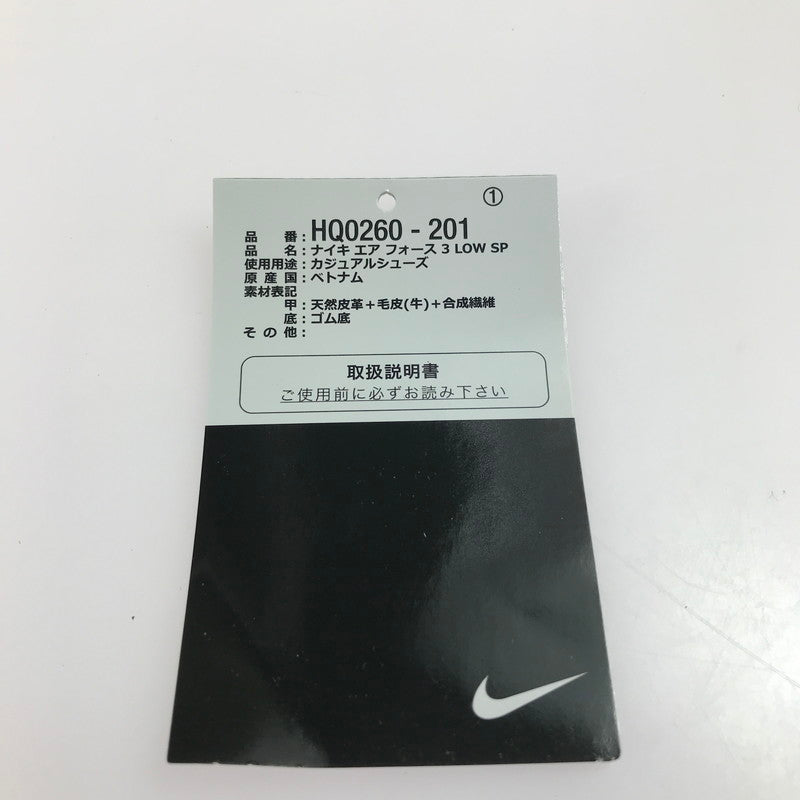 ①
品 番 : HQ0260 - 201
品 名 : ナイキ エア フォース 3 LOW SP
使用用途 : カジュアルシューズ
原 産 国 : ベトナム
素材表記
甲 : 天然皮革＋毛皮(牛)＋合成繊維
底 : ゴム底
そ の 他 :
取扱説明書
ご使用前に必ずお読み下さい